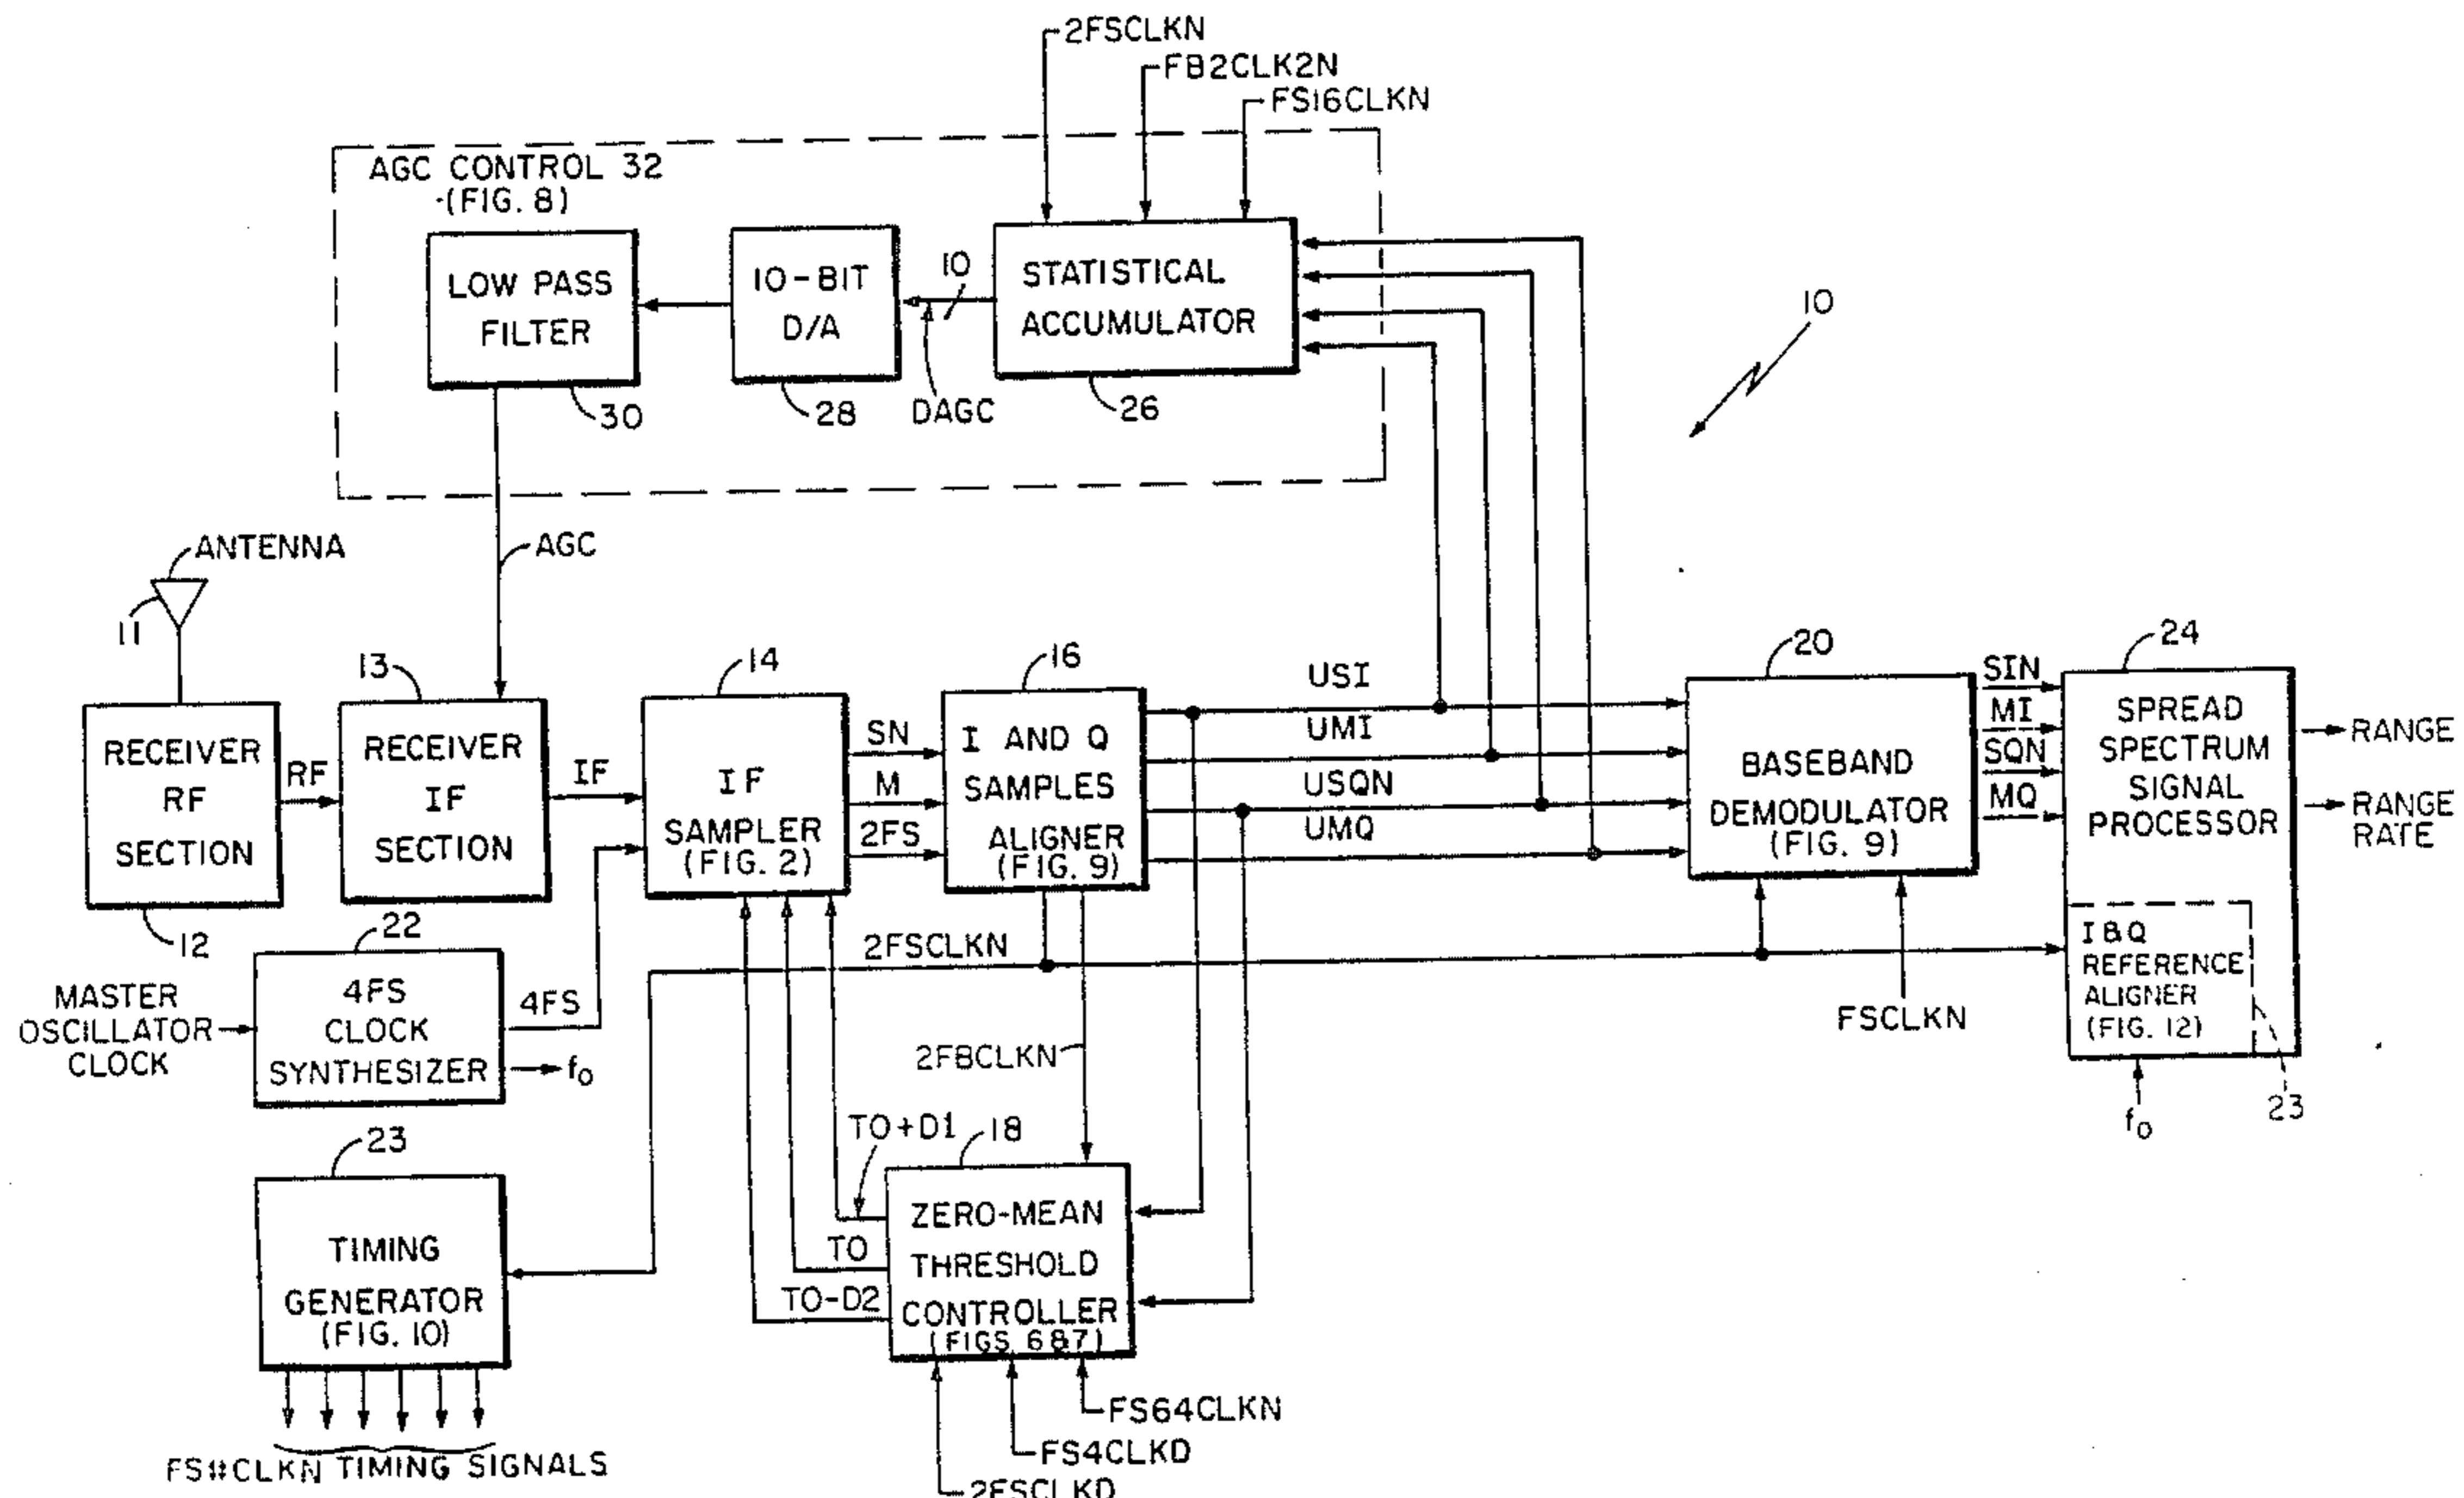 2FSCLKN
FB2CLK2N
FS16CLKN
AGC CONTROL 32
(FIG. 8)
LOW PASS
FILTER
30
10-BIT
D/A
28
10
DAGC
STATISTICAL
ACCUMULATOR
26
10
ANTENNA
11
AGC
RECEIVER
RF
SECTION
12
RF
13
RECEIVER
IF
SECTION
IF
14
IF
SAMPLER
(FIG. 2)
SN
M
2FS
16
I AND Q
SAMPLES
ALIGNER
(FIG. 9)
USI
UMI
USQN
UMQ
20
BASEBAND
DEMODULATOR
(FIG. 9)
SIN
MI
SQN
MQ
24
SPREAD
SPECTRUM
SIGNAL
PROCESSOR
RANGE
RANGE
RATE
I&Q
REFERENCE
ALIGNER
(FIG. 12)
23
fo
FSCLKN
2FSCLKN
MASTER
OSCILLATOR
CLOCK
22
4FS
CLOCK
SYNTHESIZER
4FS
fo
2FBCLKN
23
TIMING
GENERATOR
(FIG. 10)
FS#CLKN TIMING SIGNALS
TO+D1
TO
TO-D2
18
ZERO-MEAN
THRESHOLD
CONTROLLER
(FIGS 6&7)
FS64CLKN
FS4CLKD
2FSCLKD